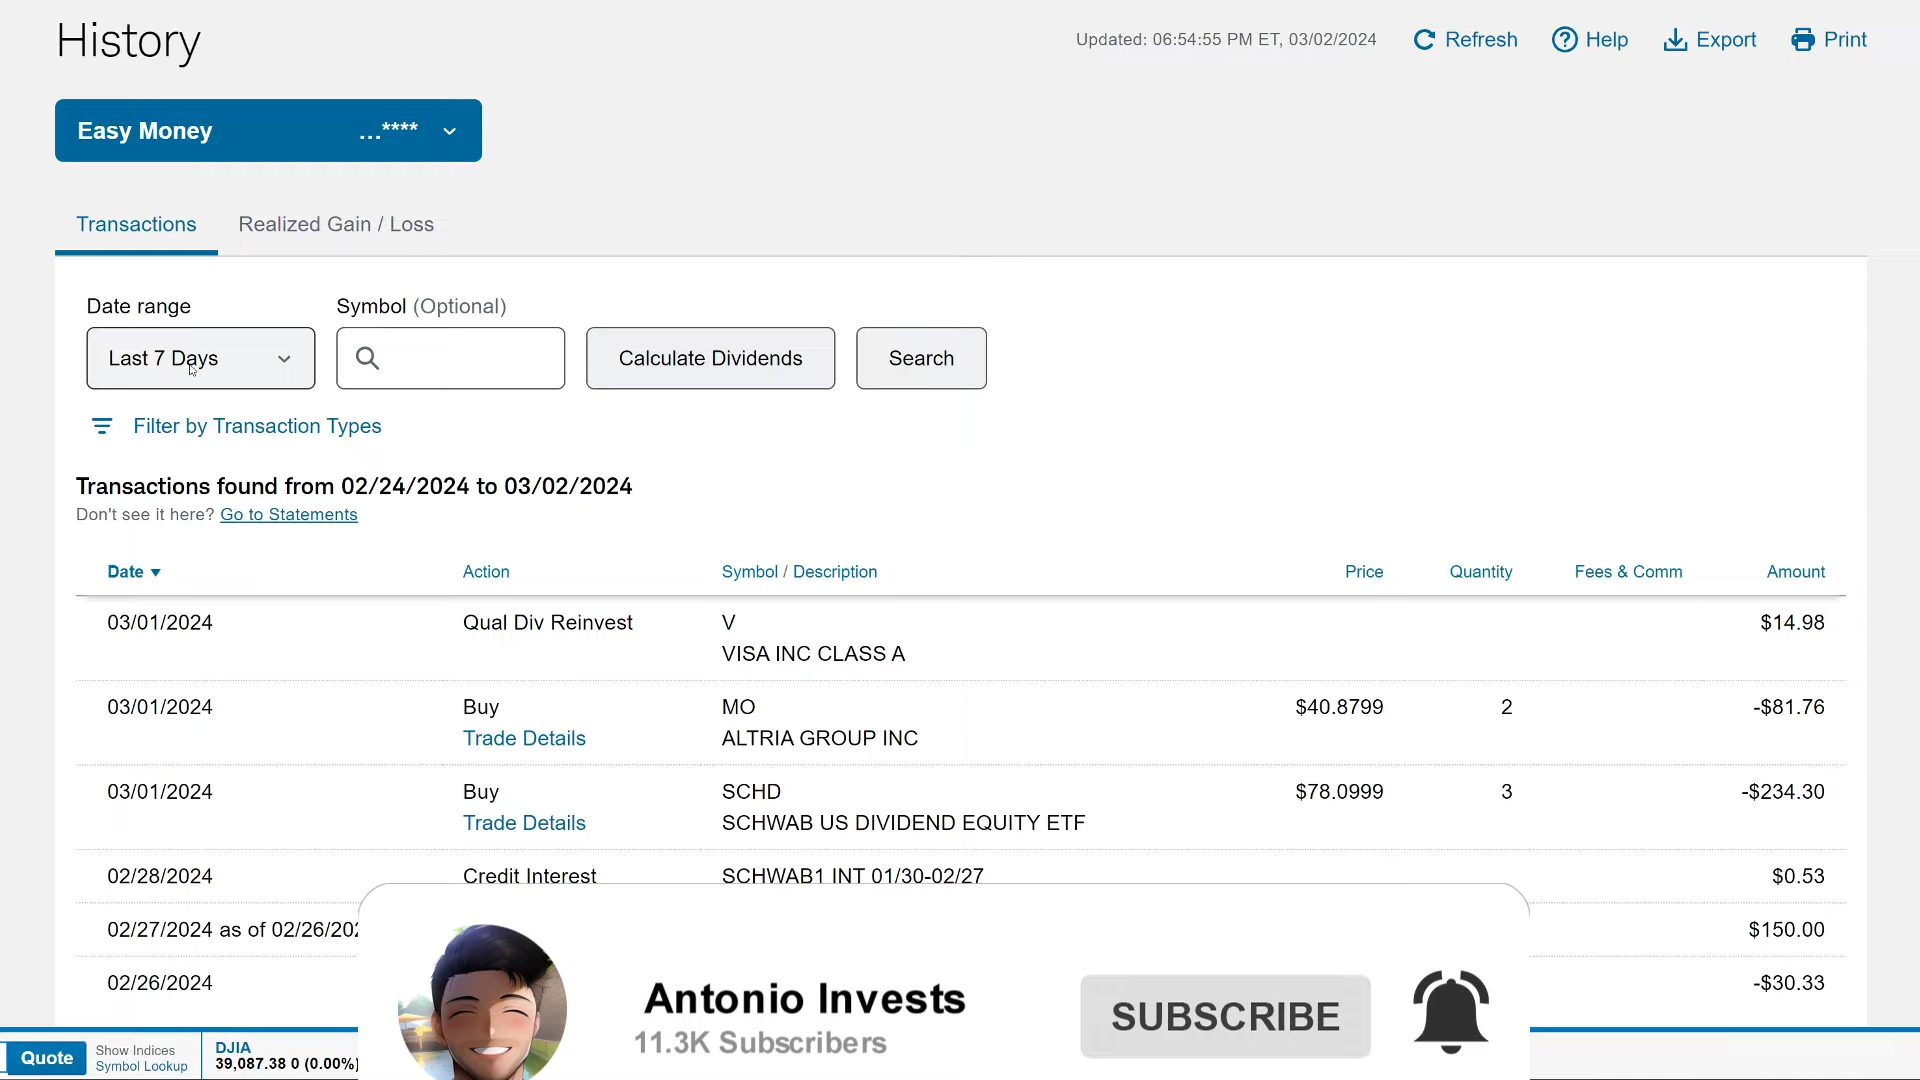 History
Updated: 06:54:55 PM ET, 03/02/2024 Refresh Help Export Print
Easy Money ...****
Transactions Realized Gain / Loss
Date range Symbol (Optional)
Last 7 Days Calculate Dividends Search
Filter by Transaction Types
Transactions found from 02/24/2024 to 03/02/2024
Don't see it here? Go to Statements
Date Action Symbol / Description Price Quantity Fees & Comm Amount
03/01/2024 Qual Div Reinvest V $14.98
VISA INC CLASS A
03/01/2024 Buy MO $40.8799 2 -$81.76
Trade Details ALTRIA GROUP INC
03/01/2024 Buy SCHD $78.0999 3 -$234.30
Trade Details SCHWAB US DIVIDEND EQUITY ETF
02/28/2024 Credit Interest SCHWAB1 INT 01/30-02/27 $0.53
02/27/2024 as of 02/26/202 $150.00
02/26/2024 -$30.33
Antonio Invests
11.3K Subscribers
SUBSCRIBE
Quote Show Indices DJIA
Symbol Lookup 39,087.38 0 (0.00%)